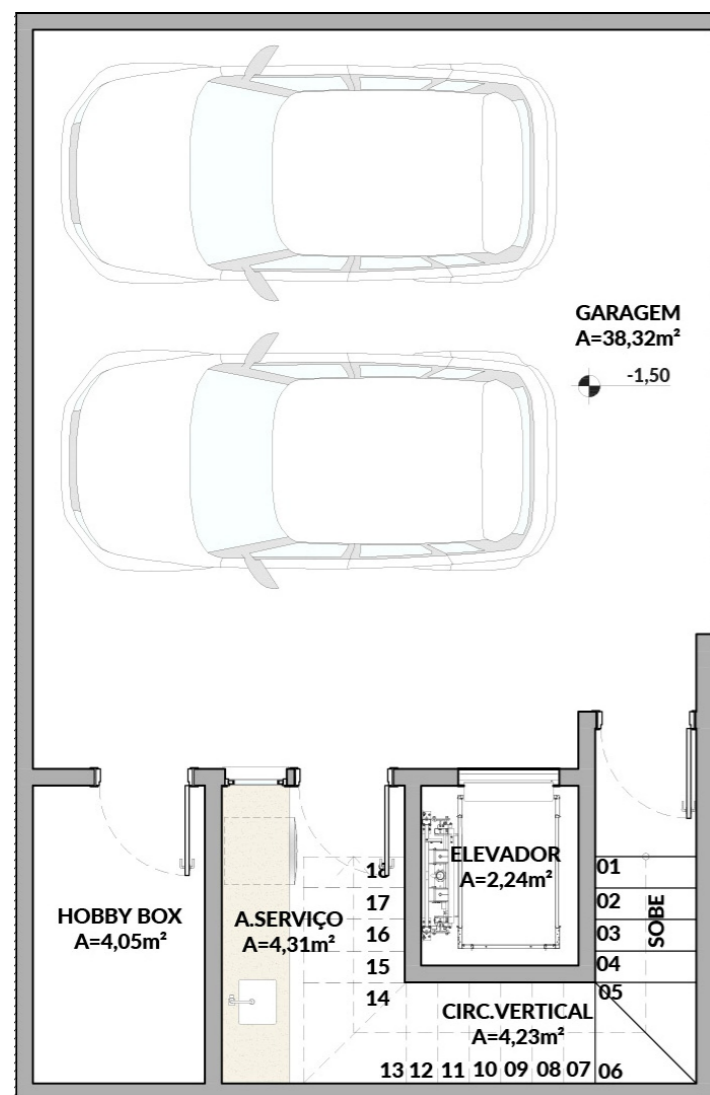 GARAGEM
A=38,32m²
-1,50
ELEVADOR
A=2,24m²
HOBBY BOX
A=4,05m²
A.SERVIÇO
A=4,31m²
18
17
16
15
14
01
02
03
04
05
SOBE
CIRC.VERTICAL
A=4,23m²
13 12 11 10 09 08 07 06